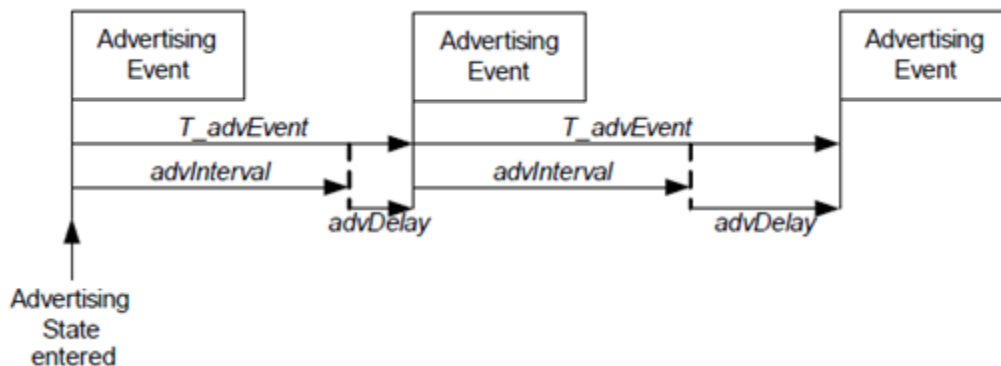 Advertising
Event
Advertising
Event
Advertising
Event
T_advEvent
T_advEvent
advInterval
advInterval
advDelay
advDelay
Advertising
State
entered